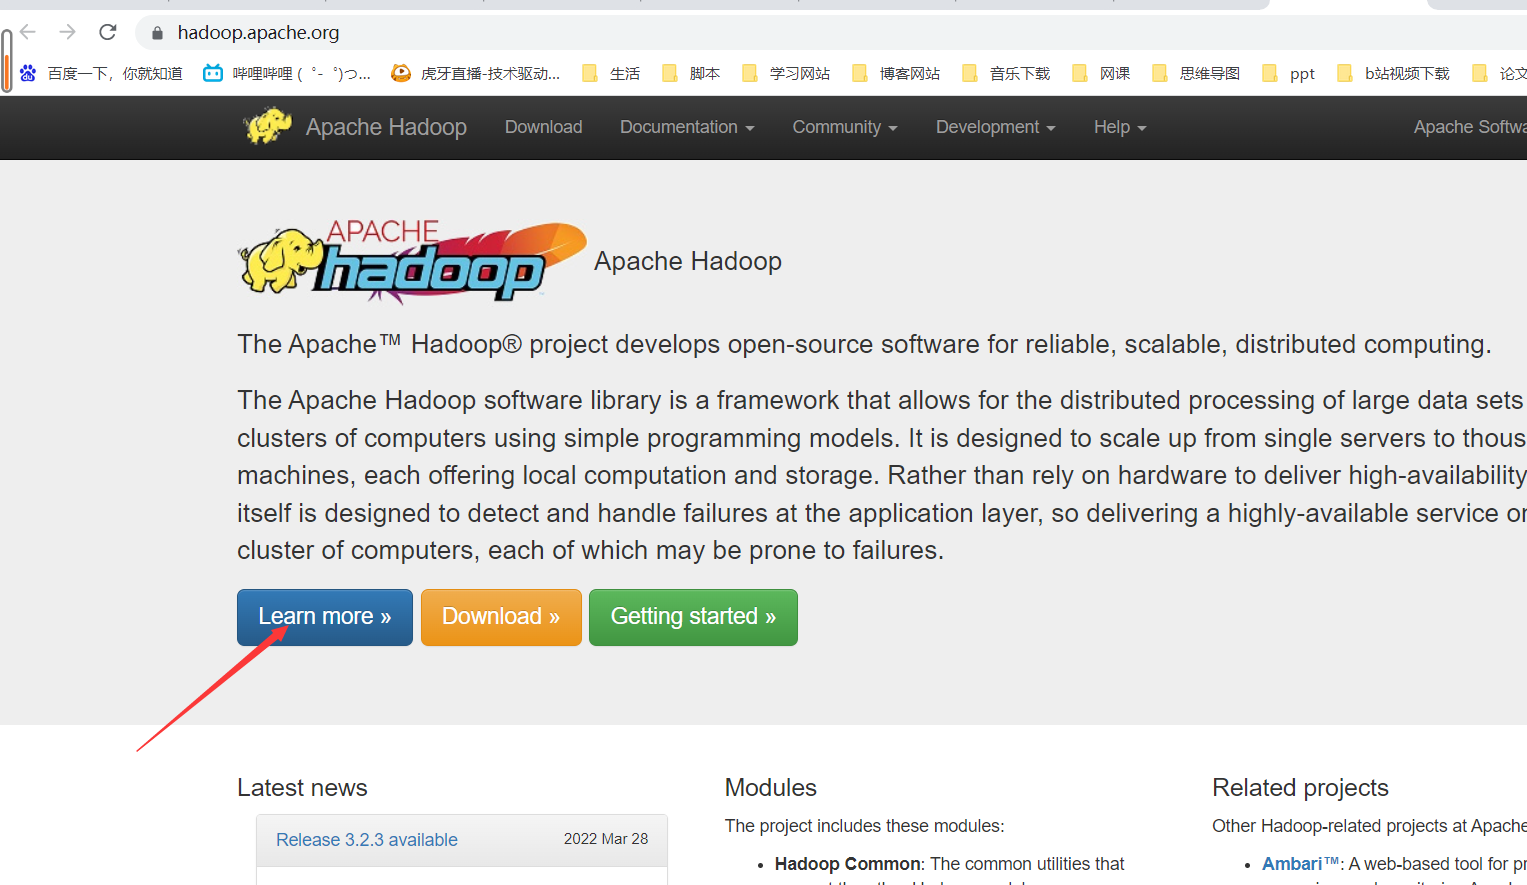 hadoop.apache.org
百度一下，你就知道 哔哩哔哩 (゜-゜)つ... 虎牙直播-技术驱动... 生活 脚本 学习网站 博客网站 音乐下载 网课 思维导图 ppt b站视频下载 论文
Apache Hadoop Download Documentation Community Development Help Apache Softwa
APACHE
hadoop
Apache Hadoop
The Apache™ Hadoop® project develops open-source software for reliable, scalable, distributed computing.
The Apache Hadoop software library is a framework that allows for the distributed processing of large data sets
clusters of computers using simple programming models. It is designed to scale up from single servers to thous
machines, each offering local computation and storage. Rather than rely on hardware to deliver high-availability
itself is designed to detect and handle failures at the application layer, so delivering a highly-available service on
cluster of computers, each of which may be prone to failures.
Learn more » Download » Getting started »
Latest news
Release 3.2.3 available 2022 Mar 28
Modules
The project includes these modules:
• Hadoop Common: The common utilities that
Related projects
Other Hadoop-related projects at Apache
• Ambari™: A web-based tool for pr